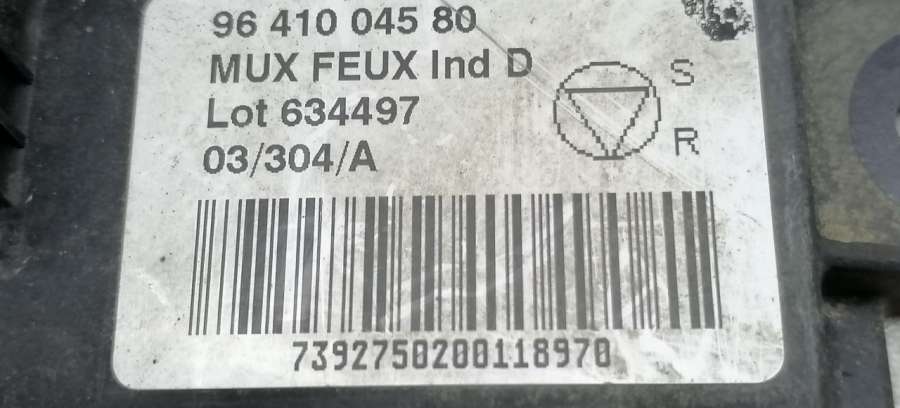 96 410 045 80
MUX FEUX Ind D
Lot 634497
03/304/A
S
R
7392750200118970